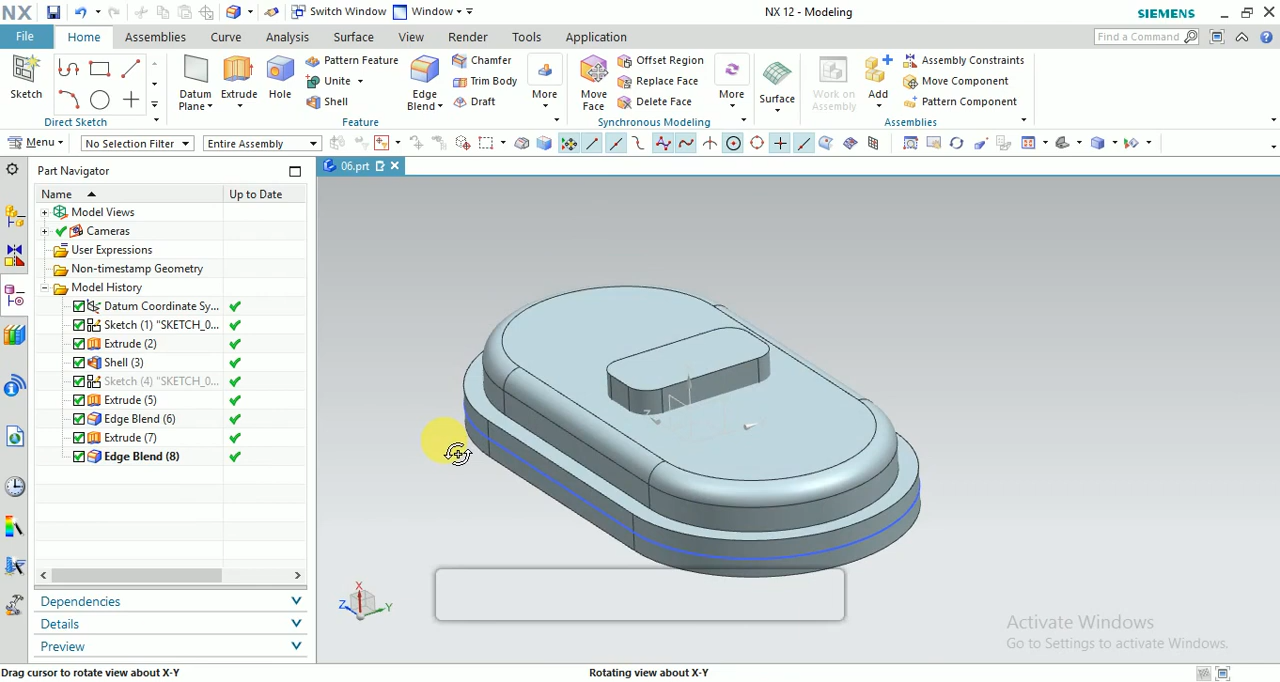 NX
Switch Window
Window
NX 12 - Modeling
SIEMENS
File
Home
Assemblies
Curve
Analysis
Surface
View
Render
Tools
Application
Find a Command
Sketch
Direct Sketch
Datum
Plane
Extrude
Hole
Pattern Feature
Unite
Shell
Edge
Blend
Chamfer
Trim Body
Draft
More
Feature
Move
Face
Offset Region
Replace Face
Delete Face
More
Synchronous Modeling
Surface
Work on
Assembly
Add
Assembly Constraints
Move Component
Pattern Component
Assemblies
Menu
No Selection Filter
Entire Assembly
Part Navigator
06.prt
Name
Up to Date
Model Views
Cameras
User Expressions
Non-timestamp Geometry
Model History
Datum Coordinate Sy...
Sketch (1) "SKETCH_0...
Extrude (2)
Shell (3)
Sketch (4) "SKETCH_0...
Extrude (5)
Edge Blend (6)
Extrude (7)
Edge Blend (8)
Dependencies
Details
Preview
Z
X
Z
Y
Activate Windows
Go to Settings to activate Windows.
Drag cursor to rotate view about X-Y
Rotating view about X-Y